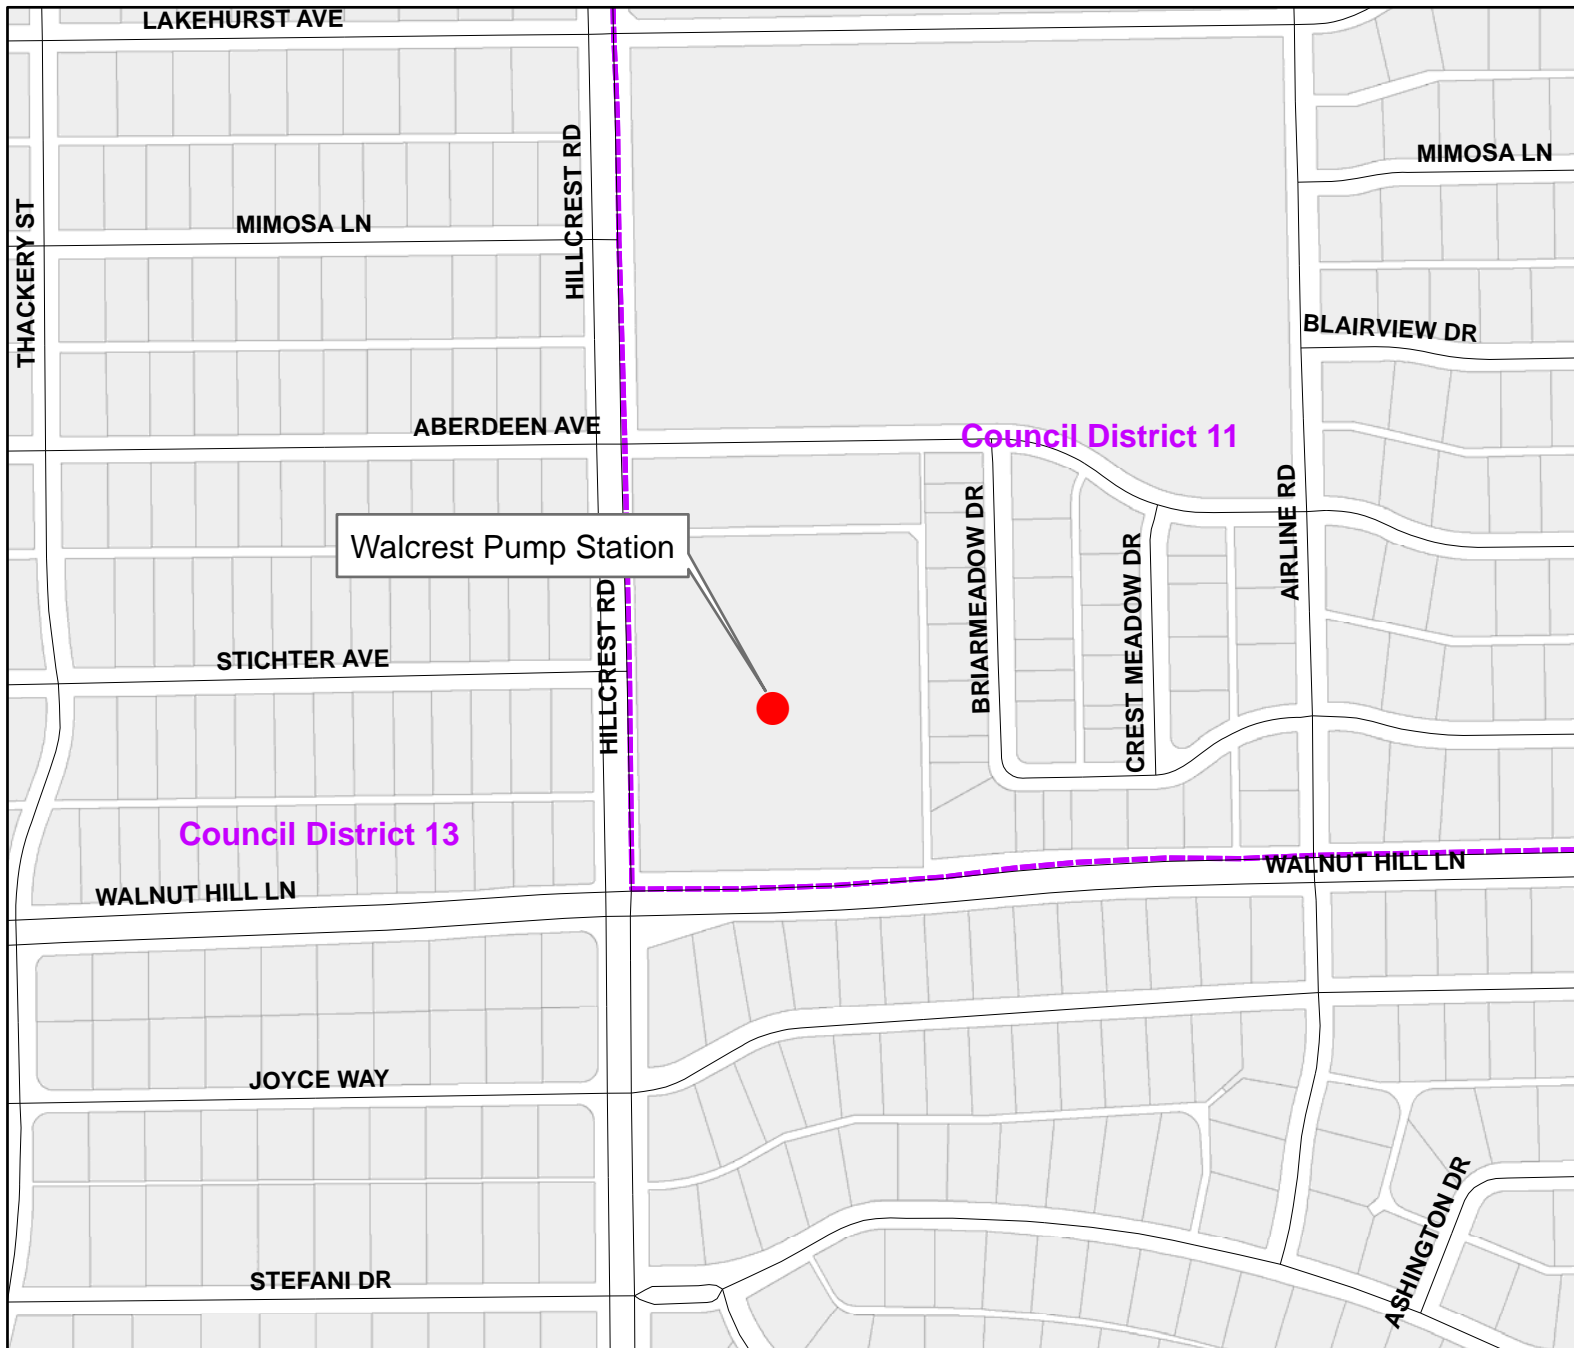 LAKEHURST AVE
HILLCREST RD
MIMOSA LN
THACKERY ST
MIMOSA LN
BLAIRVIEW DR
ABERDEEN AVE
Council District 11
AIRLINE RD
BRIARMEADOW DR
CREST MEADOW DR
Walcrest Pump Station
HILLCREST RD
STICHTER AVE
Council District 13
WALNUT HILL LN
WALNUT HILL LN
JOYCE WAY
ASHINGTON DR
STEFANI DR